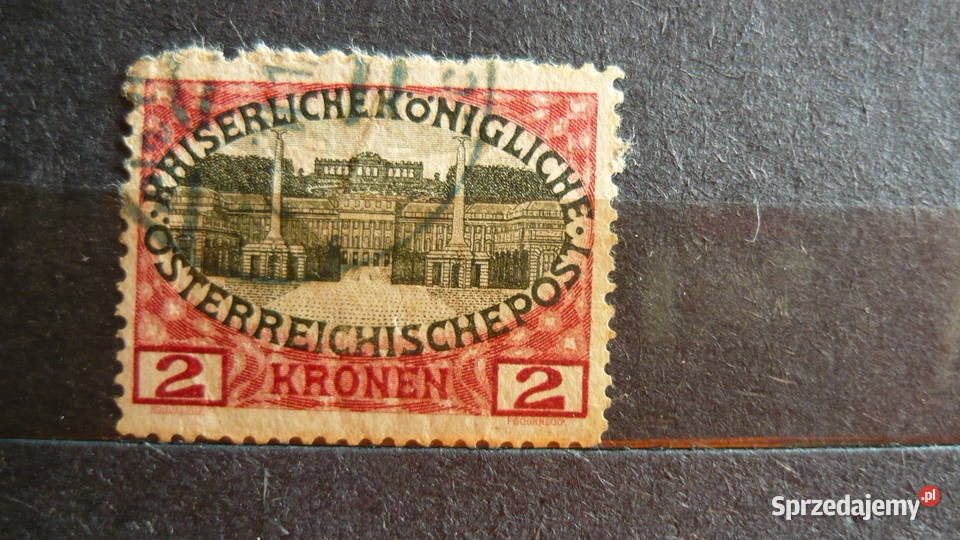 KAISERLICHE KÖNIGLICHE
ÖSTERREICHISCHE POST
2 KRONEN 2
Sprzedajemy.pl